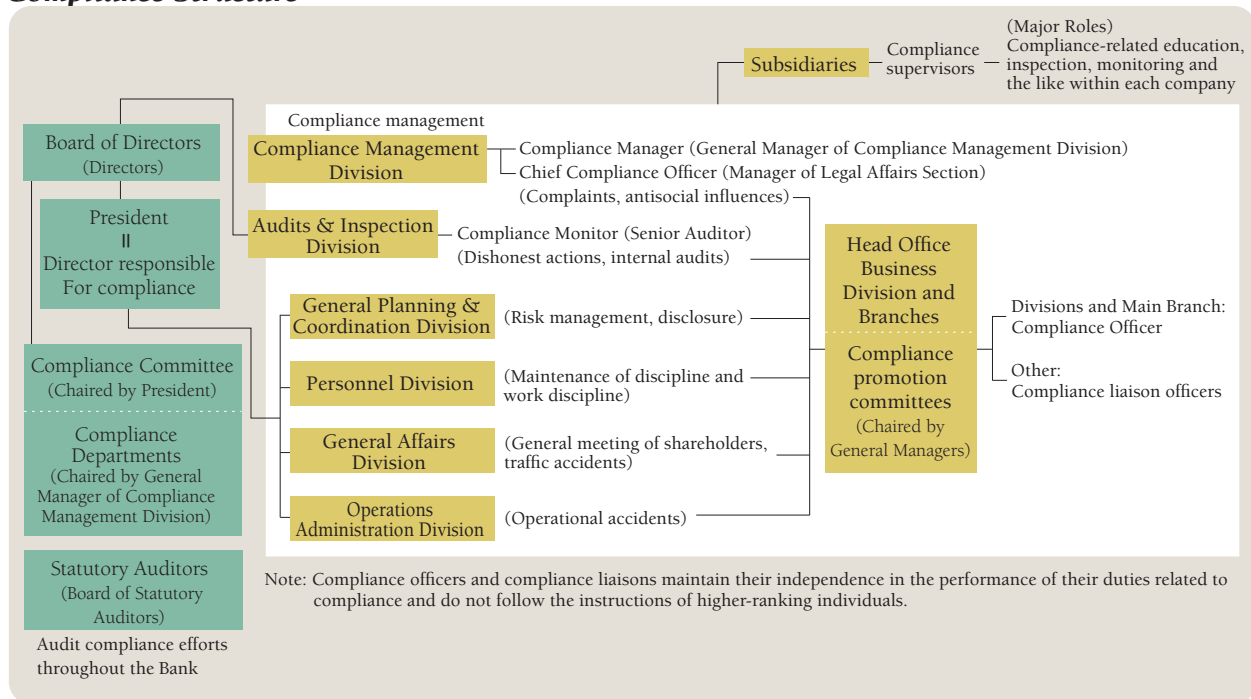 Compliance Structure
(Major Roles)
Compliance-related education,
inspection, monitoring and
the like within each company
Subsidiaries
Compliance
supervisors
Board of Directors
(Directors)
President
II
Director responsible
For compliance
Compliance Committee
(Chaired by President)
Compliance
Departments
(Chaired by General
Manager of Compliance
Management Division)
Statutory Auditors
(Board of Statutory
Auditors)
Audit compliance efforts
throughout the Bank
Compliance management
Compliance Management
Division
Compliance Manager (General Manager of Compliance Management Division)
Chief Compliance Officer (Manager of Legal Affairs Section)
(Complaints, antisocial influences)
Audits & Inspection
Division
Compliance Monitor (Senior Auditor)
(Dishonest actions, internal audits)
General Planning &
Coordination Division
(Risk management, disclosure)
Personnel Division
(Maintenance of discipline and
work discipline)
General Affairs
Division
(General meeting of shareholders,
traffic accidents)
Operations
Administration Division
(Operational accidents)
Head Office
Business
Division and
Branches
Compliance
promotion
committees
(Chaired by
General Managers)
Divisions and Main Branch:
Compliance Officer
Other:
Compliance liaison officers
Note: Compliance officers and compliance liaisons maintain their independence in the performance of their duties related to
compliance and do not follow the instructions of higher-ranking individuals.